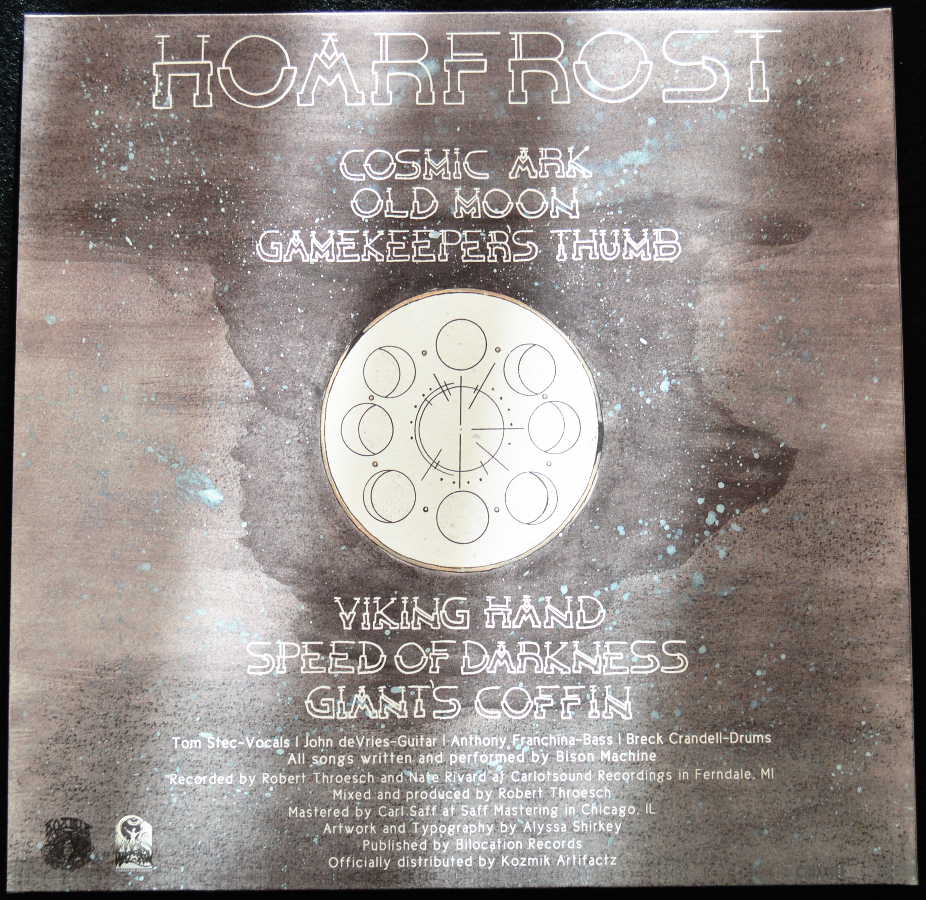 HOARFROST
COSMIC ARK
OLD MOON
GAMEKEEPER'S THUMB
VIKING HAND
SPEED OF DARKNESS
GIANT'S COFFIN
Tom Stec-Vocals | John deVries-Guitar | Anthony Franchina-Bass | Breck Crandell-Drums
All songs written and performed by Bison Machine
Recorded by Robert Throesch and Nate Rivard at Carlotsound Recordings in Ferndale, MI
Mixed and produced by Robert Throesch
Mastered by Carl Saff at Saff Mastering in Chicago, IL
Artwork and Typography by Alyssa Shirkey
Published by Bilocation Records
Officially distributed by Kozmik Artifactz
KOZMIK